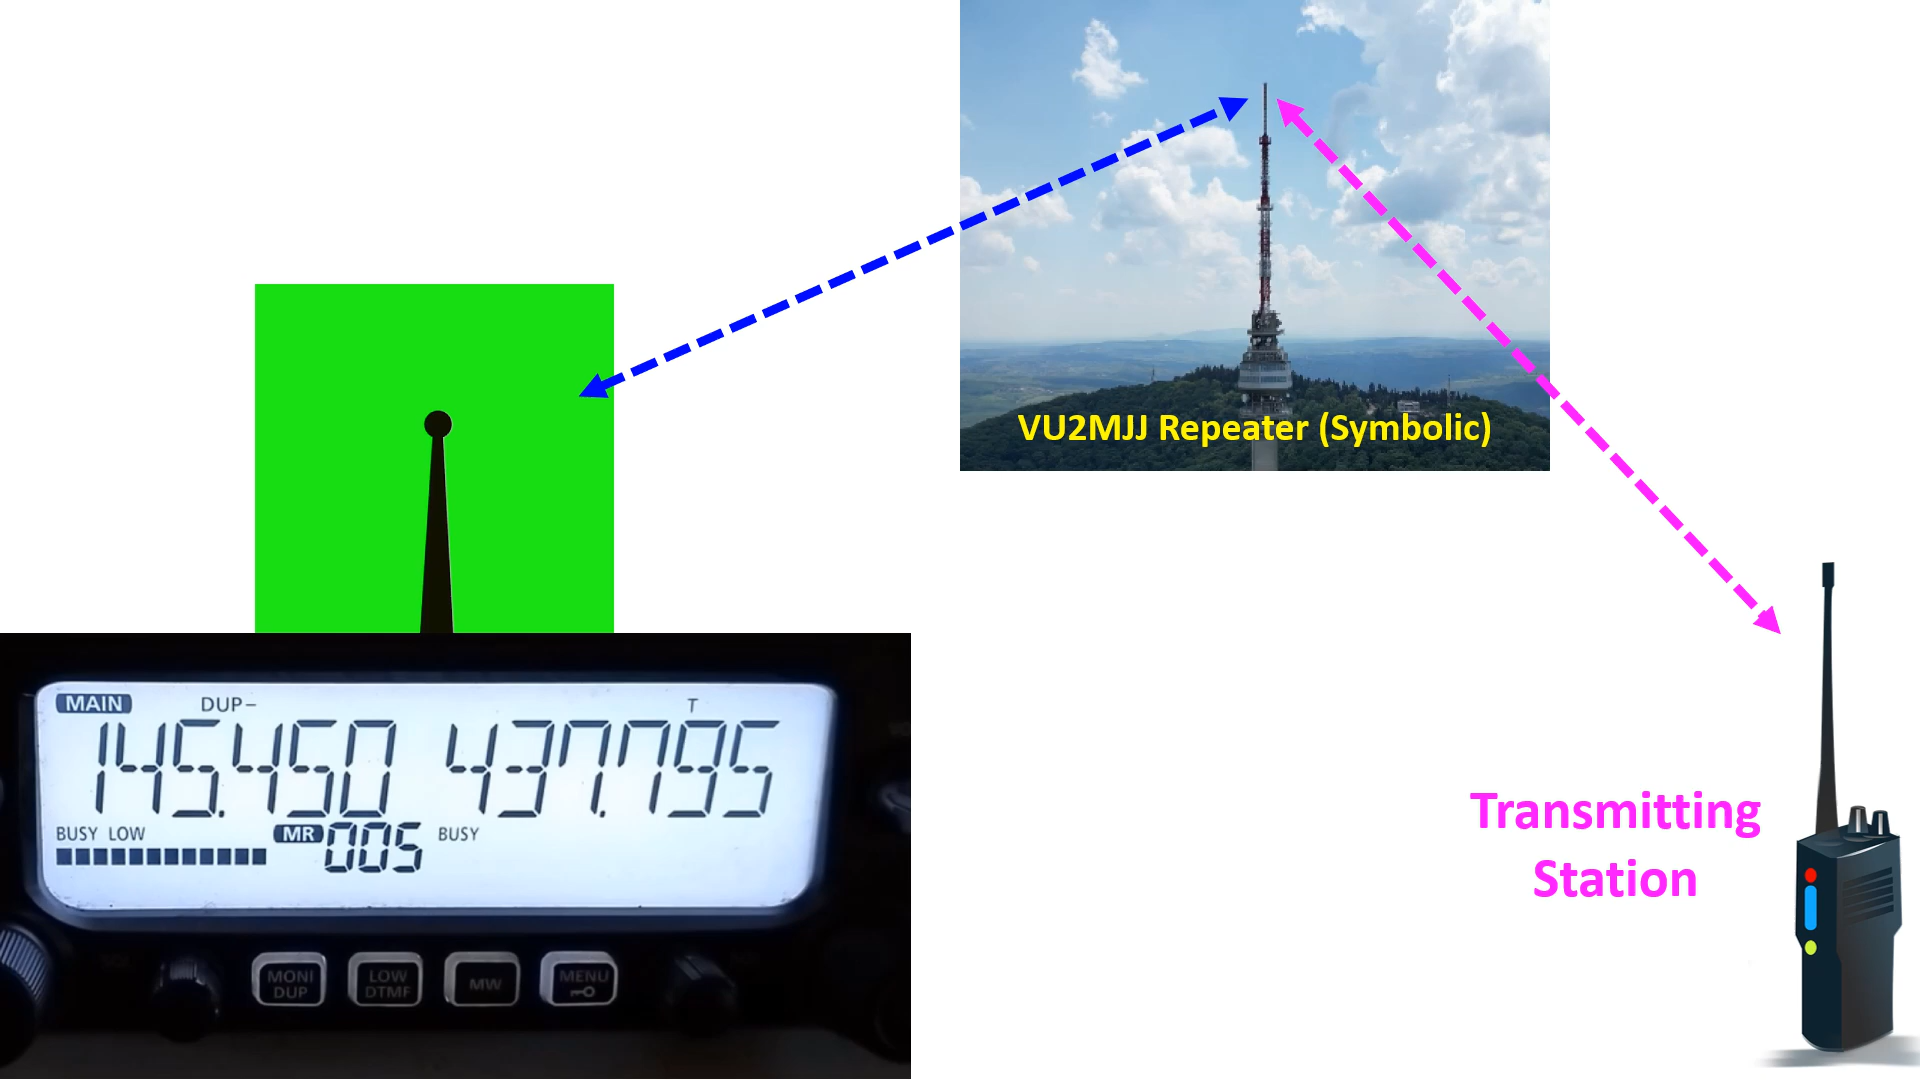 VU2MJJ Repeater (Symbolic)
MAIN DUP– T
145.450 437.795
BUSY LOW MR 005 BUSY
MONI LOW MW MENU
DUP DTMF
Transmitting
Station